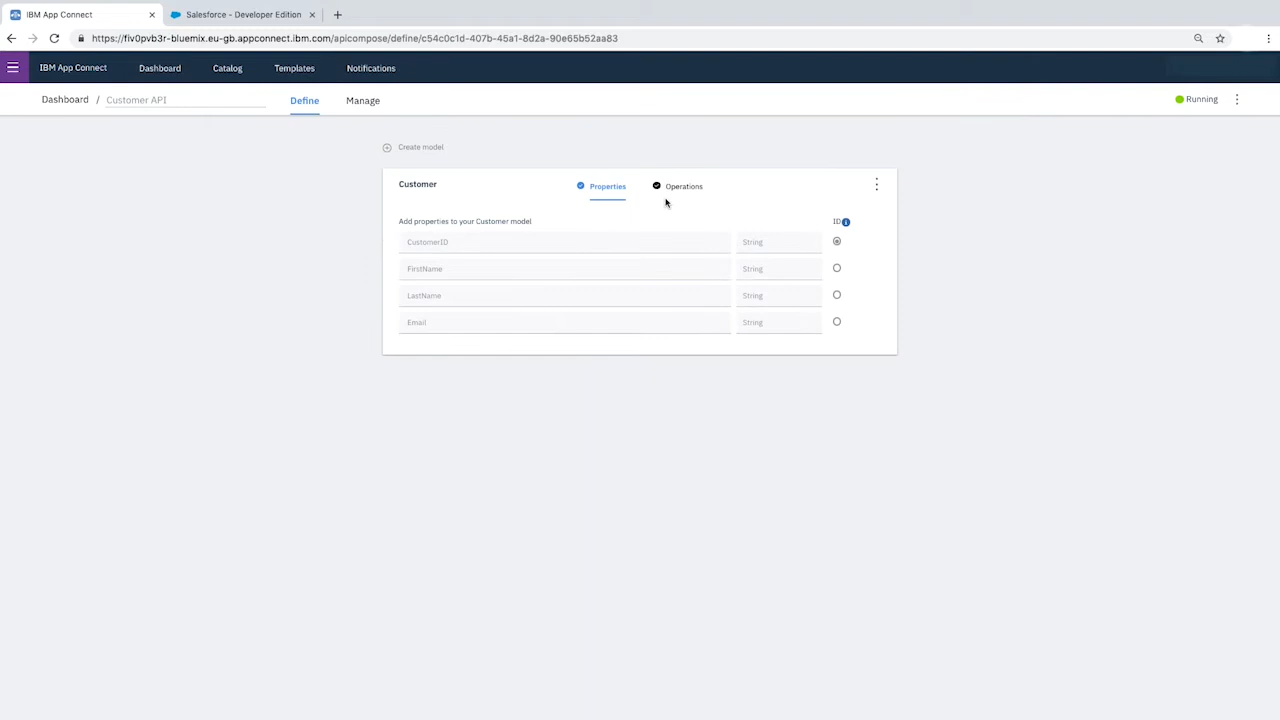 IBM App Connect
Salesforce - Developer Edition
https://fiv0pvb3r-bluemix.eu-gb.appconnect.ibm.com/apicompose/define/c54c0c1d-407b-45a1-8d2a-90e65b52aa83
IBM App Connect Dashboard Catalog Templates Notifications
Dashboard / Customer API Define Manage Running
Create model
Customer Properties Operations
Add properties to your Customer model ID
CustomerID String
FirstName String
LastName String
Email String